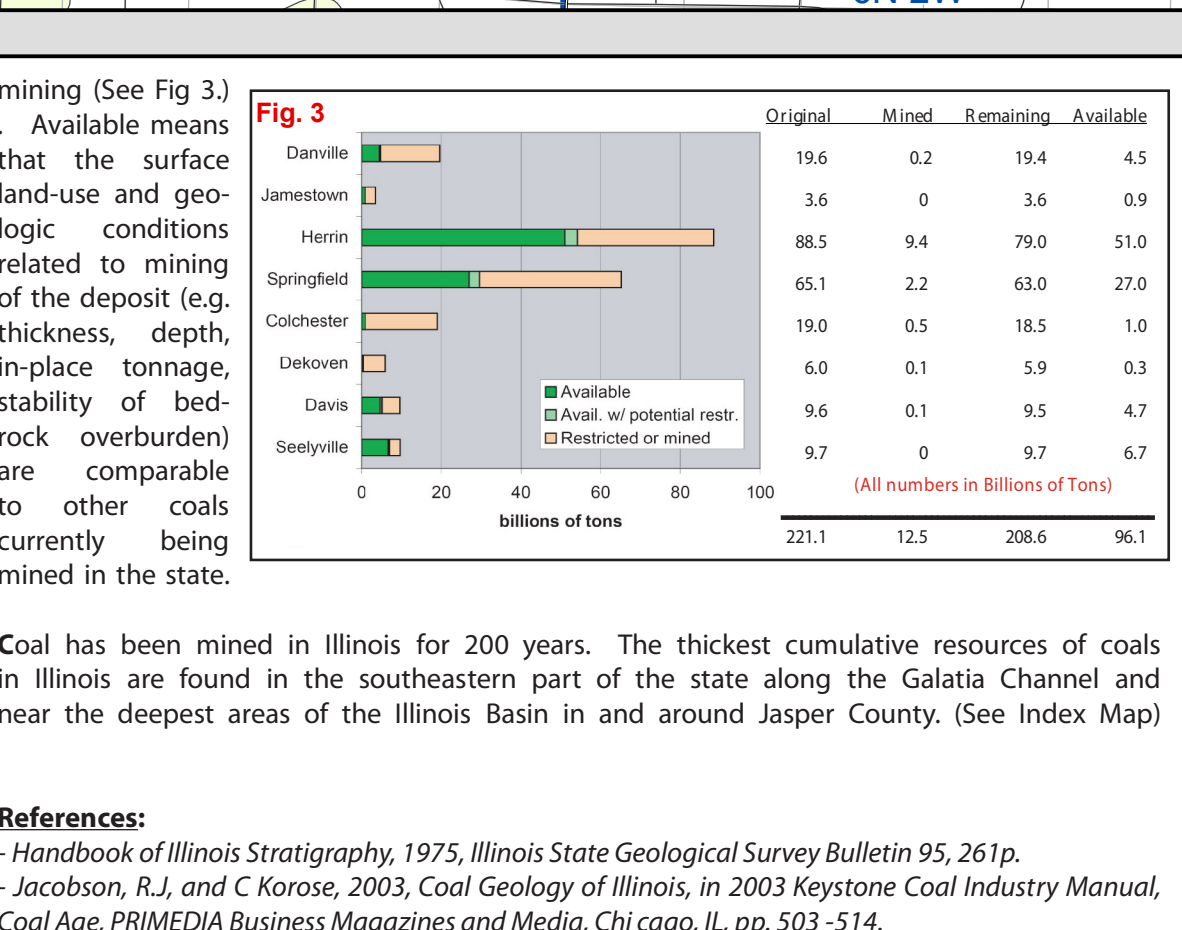 mining (See Fig 3.)
. Available means
that the surface
land-use and geo-
logic conditions
related to mining
of the deposit (e.g.
thickness, depth,
in-place tonnage,
stability of bed-
rock overburden)
are comparable
to other coals
currently being
mined in the state.
Fig. 3
Danville
Jamestown
Herrin
Springfield
Colchester
Dekoven
Davis
Seelyville
Available
Avail. w/ potential restr.
Restricted or mined
0 20 40 60 80 100
billions of tons
Original Mined Remaining Available
19.6 0.2 19.4 4.5
3.6 0 3.6 0.9
88.5 9.4 79.0 51.0
65.1 2.2 63.0 27.0
19.0 0.5 18.5 1.0
6.0 0.1 5.9 0.3
9.6 0.1 9.5 4.7
9.7 0 9.7 6.7
(All numbers in Billions of Tons)
221.1 12.5 208.6 96.1
Coal has been mined in Illinois for 200 years. The thickest cumulative resources of coals
in Illinois are found in the southeastern part of the state along the Galatia Channel and
near the deepest areas of the Illinois Basin in and around Jasper County. (See Index Map)
References:
- Handbook of Illinois Stratigraphy, 1975, Illinois State Geological Survey Bulletin 95, 261p.
- Jacobson, R.J, and C Korose, 2003, Coal Geology of Illinois, in 2003 Keystone Coal Industry Manual,
Coal Age, PRIMEDIA Business Magazines and Media, Chi cago, IL, pp. 503 -514.